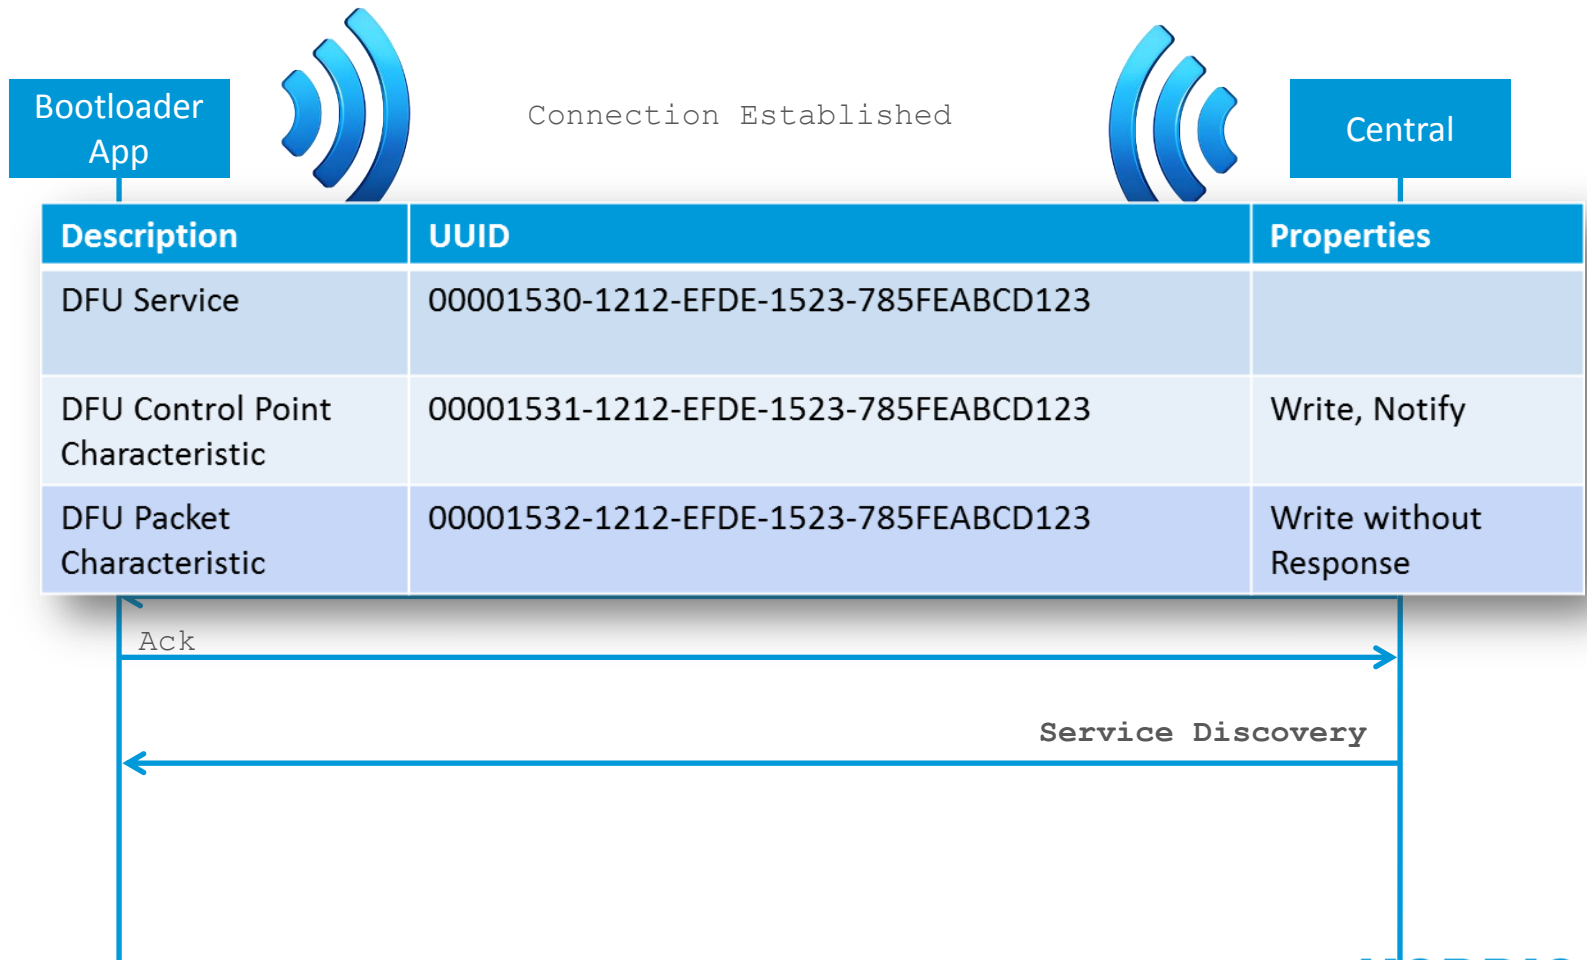 Bootloader
App
Connection Established
Central
Description UUID Properties
DFU Service 00001530-1212-EFDE-1523-785FEABCD123
DFU Control Point 00001531-1212-EFDE-1523-785FEABCD123 Write, Notify
Characteristic
DFU Packet 00001532-1212-EFDE-1523-785FEABCD123 Write without
Characteristic Response
Ack
Service Discovery